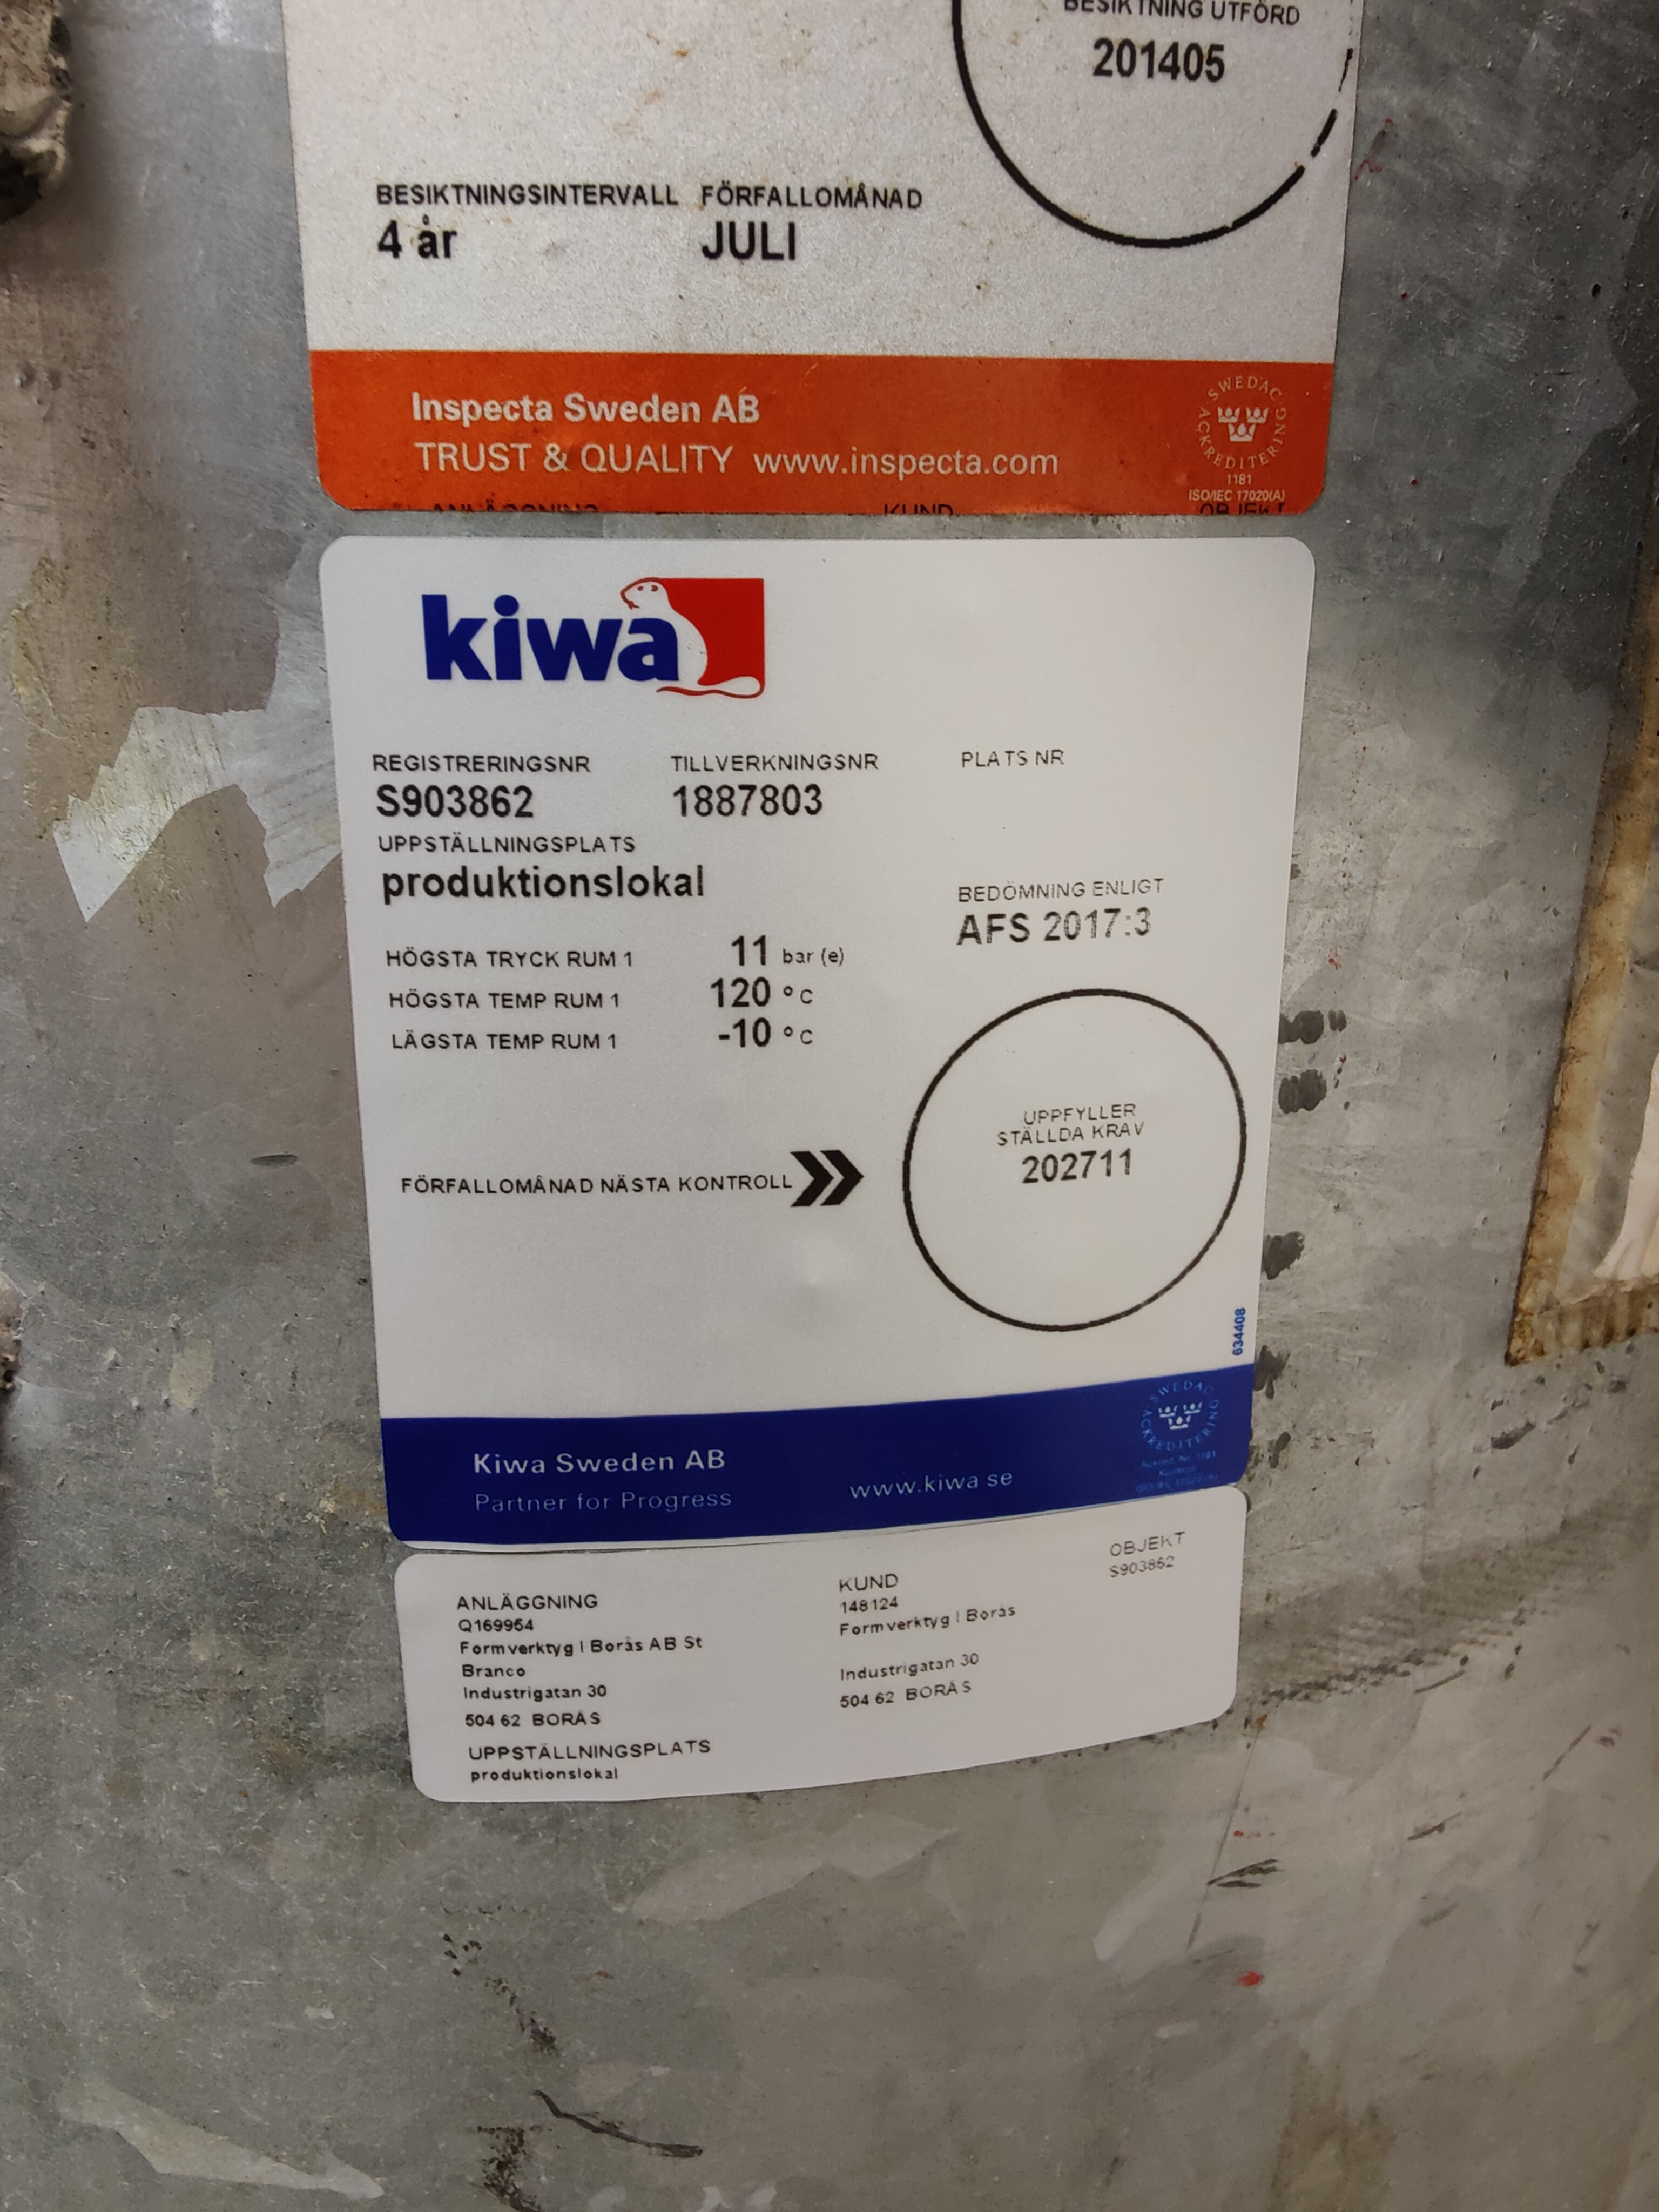 BESIKTNING UTFÖRD
201405
BESIKTNINGSINTERVALL FÖRFALLOMÅNAD
4 år JULI
Inspecta Sweden AB
TRUST & QUALITY www.inspecta.com
SWEDAC ACKREDITERING
1181
ISO/IEC 17020(A)
ANLÄGGNING KUND OBJEKT
kiwa
REGISTRERINGSNR TILLVERKNINGSNR PLATS NR
S903862 1887803
UPPSTÄLLNINGSPLATS
produktionslokal
BEDÖMNING ENLIGT
AFS 2017:3
HÖGSTA TRYCK RUM 1 11 bar (e)
HÖGSTA TEMP RUM 1 120 °C
LÄGSTA TEMP RUM 1 -10 °C
UPPFYLLER
STÄLLDA KRAV
202711
FÖRFALLOMÅNAD NÄSTA KONTROLL
634408
Kiwa Sweden AB
Partner for Progress
www.kiwa.se
SWEDAC ACKREDITERING
ANLÄGGNING
Q169954
Formverktyg I Borås AB St
Branco
Industrigatan 30
504 62 BORÅS
UPPSTÄLLNINGSPLATS
produktionslokal
KUND
148124
Formverktyg I Borås
Industrigatan 30
504 62 BORÅS
OBJEKT
S903862